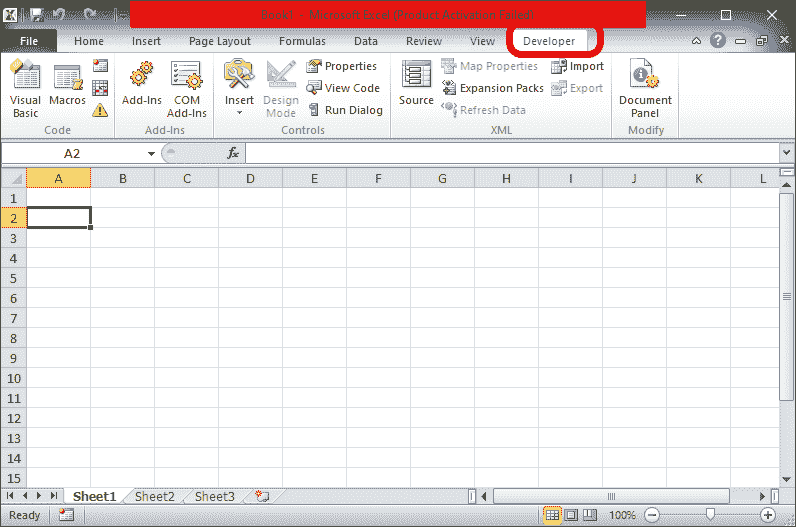 Microsoft Excel (Product Activation Failed)
File Home Insert Page Layout Formulas Data Review View Developer
Visual Basic Macros Add-Ins COM Add-Ins Insert Design Mode Properties View Code Run Dialog Source Map Properties Expansion Packs Refresh Data Import Export Document Panel
Code Add-Ins Controls XML Modify
A2 fx
A B C D E F G H I J K L
1
2
3
4
5
6
7
8
9
10
11
12
13
14
15
Sheet1 Sheet2 Sheet3
Ready 100%